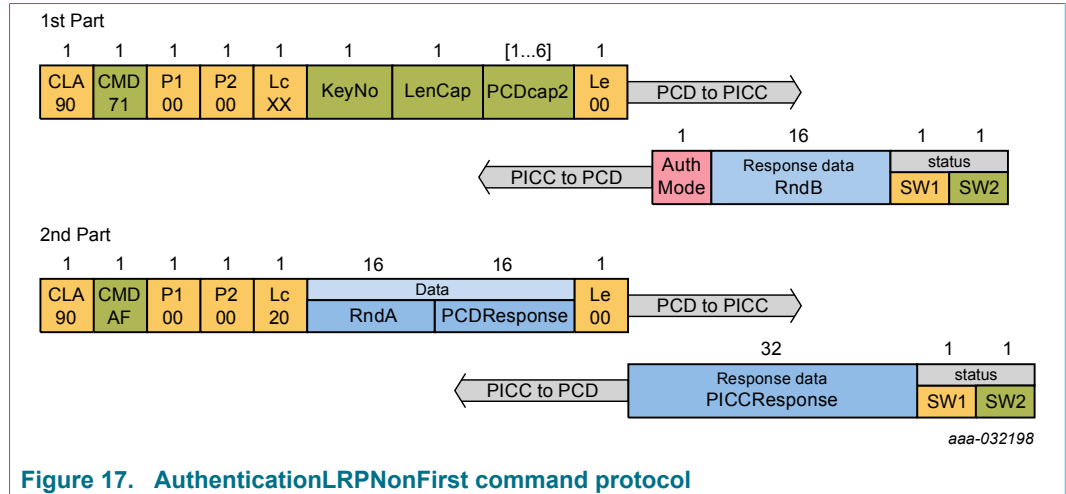 1st Part
1 1 1 1 1 1 1 [1...6] 1
CLA CMD P1 P2 Lc KeyNo LenCap PCDcap2 Le
90 71 00 00 XX 00
PCD to PICC
1 16 1 1
PICC to PCD
Auth Response data status
Mode RndB SW1 SW2
2nd Part
1 1 1 1 1 16 16 1
CLA CMD P1 P2 Lc Data Le
90 AF 00 00 20 RndA PCDResponse 00
PCD to PICC
32 1 1
PICC to PCD
Response data status
PICCResponse SW1 SW2
aaa-032198
Figure 17. AuthenticationLRPNonFirst command protocol